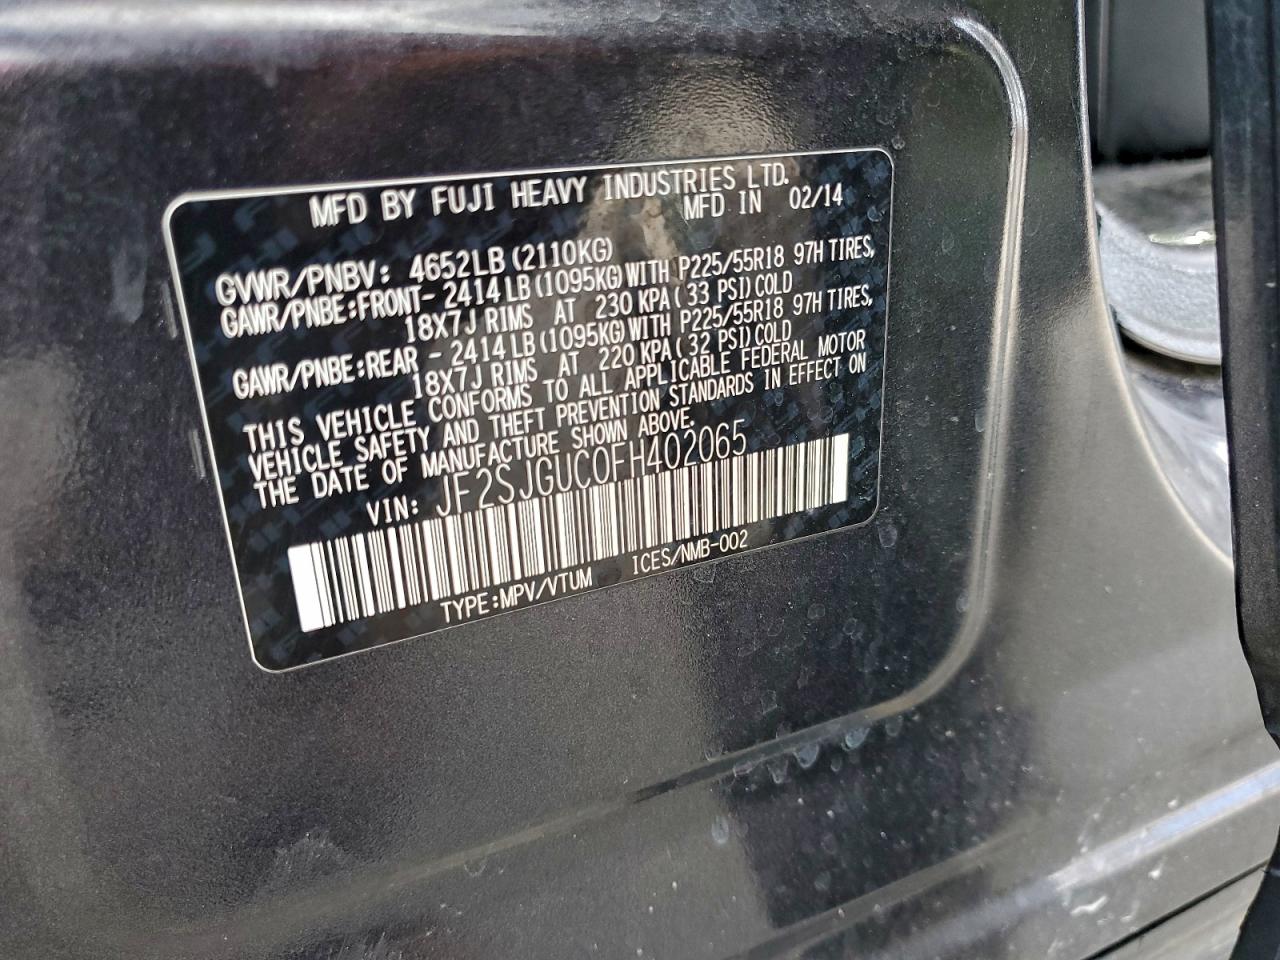 MFD BY FUJI HEAVY INDUSTRIES LTD.
MFD IN 02/14
GVWR/PNBV: 4652LB (2110KG)
GAWR/PNBE:FRONT- 2414LB (1095KG) WITH P225/55R18 97H TIRES,
18X7J RIMS AT 230 KPA (33 PSI) COLD
GAWR/PNBE:REAR - 2414LB (1095KG) WITH P225/55R18 97H TIRES,
18X7J RIMS AT 220 KPA (32 PSI) COLD
THIS VEHICLE CONFORMS TO ALL APPLICABLE FEDERAL MOTOR
VEHICLE SAFETY AND THEFT PREVENTION STANDARDS IN EFFECT ON
THE DATE OF MANUFACTURE SHOWN ABOVE.
VIN: JF2SJGUC0FH402065
TYPE:MPV/VTUM ICES/NMB-002